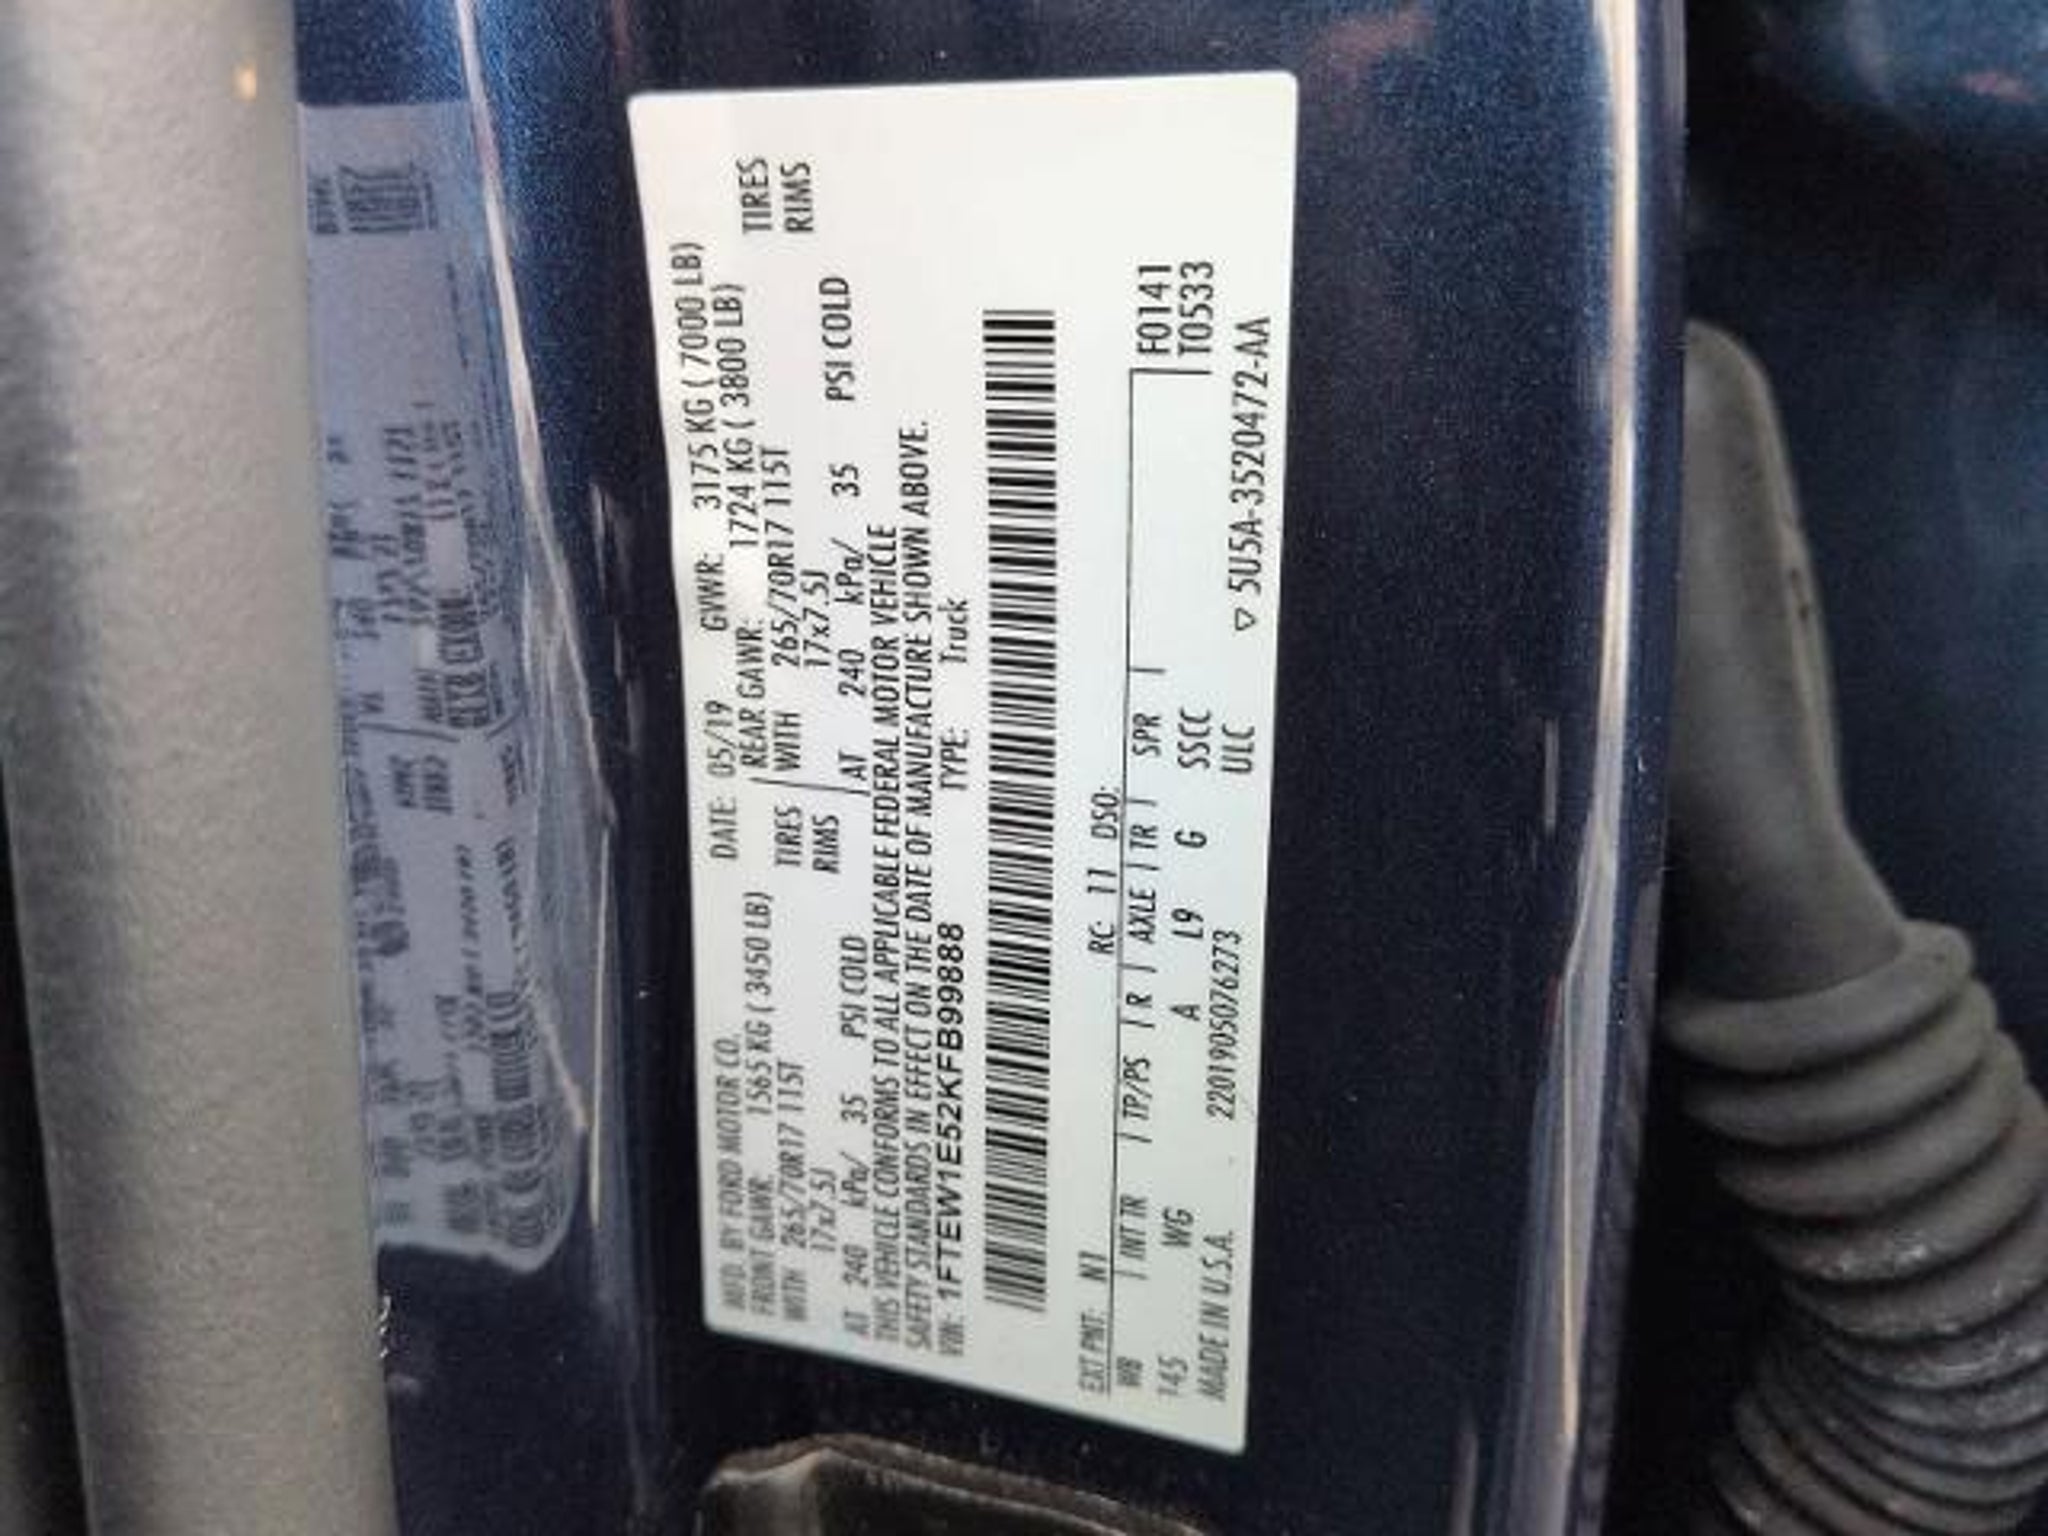 MFD. BY FORD MOTOR CO. DATE: 05/19 GVWR: 3175 KG ( 7000 LB)
FRONT GAWR: 1565 KG ( 3450 LB) REAR GAWR: 1724 KG ( 3800 LB)
WITH 265/70R17 115T TIRES WITH 265/70R17 115T TIRES
17x7.5J RIMS 17x7.5J RIMS
AT 240 kPa/ 35 PSI COLD AT 240 kPa/ 35 PSI COLD
THIS VEHICLE CONFORMS TO ALL APPLICABLE FEDERAL MOTOR VEHICLE
SAFETY STANDARDS IN EFFECT ON THE DATE OF MANUFACTURE SHOWN ABOVE.
VIN: 1FTEW1E52KFB99888 TYPE: Truck
EXT PNT: N1 RC: 11 DSO:
WB | INT TR | TP/PS | R | AXLE | TR | SPR | F0141
145 WG A L9 G SSCC T0533
MADE IN U.S.A. 2201905076273 ULC ▽ 5U5A-3520472-AA